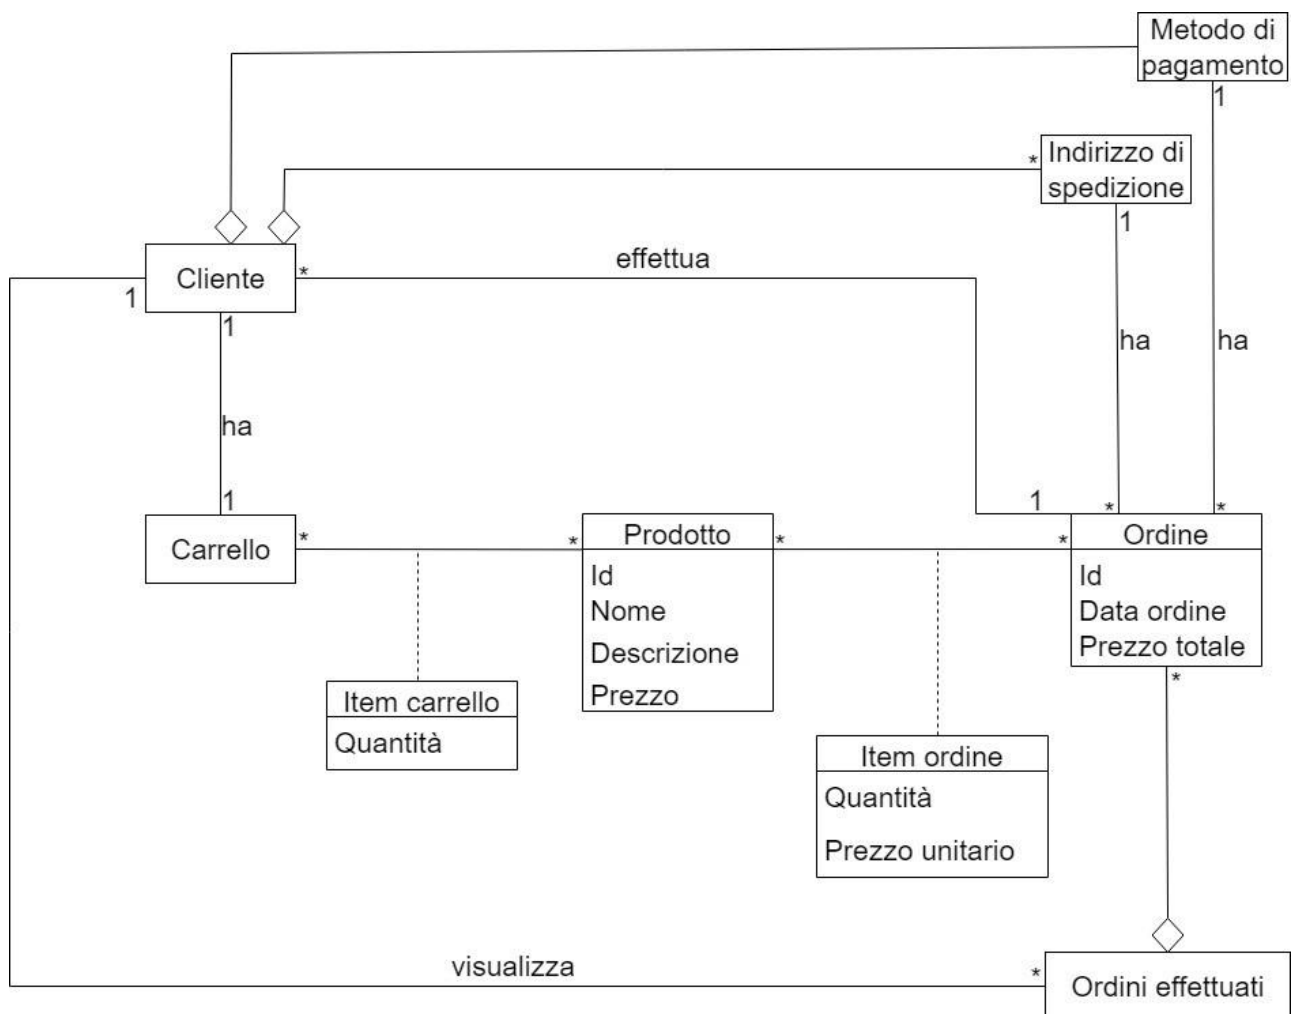 Metodo di
pagamento
1
*
Indirizzo di
spedizione
1
effettua
Cliente
*
1
1
ha
ha
ha
1
1
*
*
Carrello
*
*
Prodotto
*
*
Ordine
Id
Nome
Descrizione
Prezzo
Id
Data ordine
Prezzo totale
*
Item carrello
Quantità
Item ordine
Quantità
Prezzo unitario
visualizza
*
Ordini effettuati